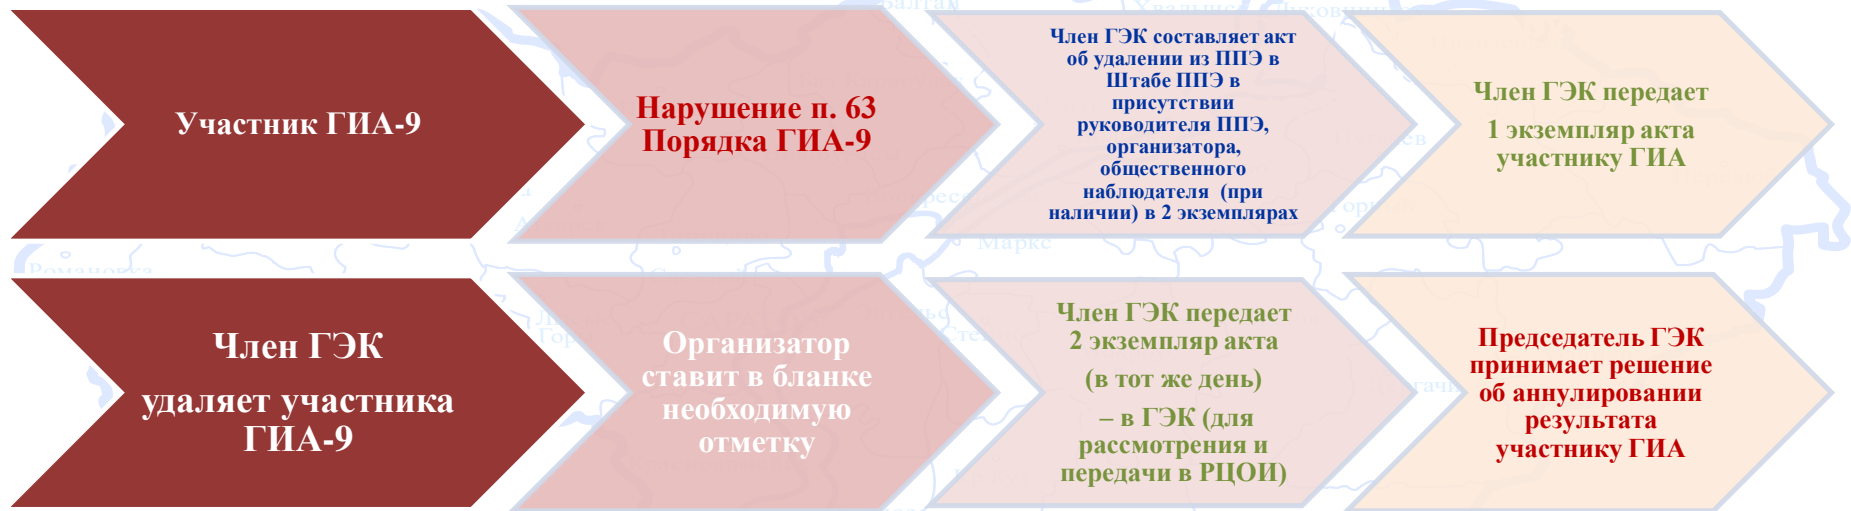 Участник ГИА-9
Нарушение п. 63
Порядка ГИА-9
Член ГЭК составляет акт
об удалении из ППЭ в
Штабе ППЭ в
присутствии
руководителя ППЭ,
организатора,
общественного
наблюдателя (при
наличии) в 2 экземплярах
Член ГЭК передает
1 экземпляр акта
участнику ГИА
Член ГЭК
удаляет участника
ГИА-9
Организатор
ставит в бланке
необходимую
отметку
Член ГЭК передает
2 экземпляр акта
(в тот же день)
– в ГЭК (для
рассмотрения и
передачи в РЦОИ)
Председатель ГЭК
принимает решение
об аннулировании
результата
участнику ГИА
Романовка
Маркс